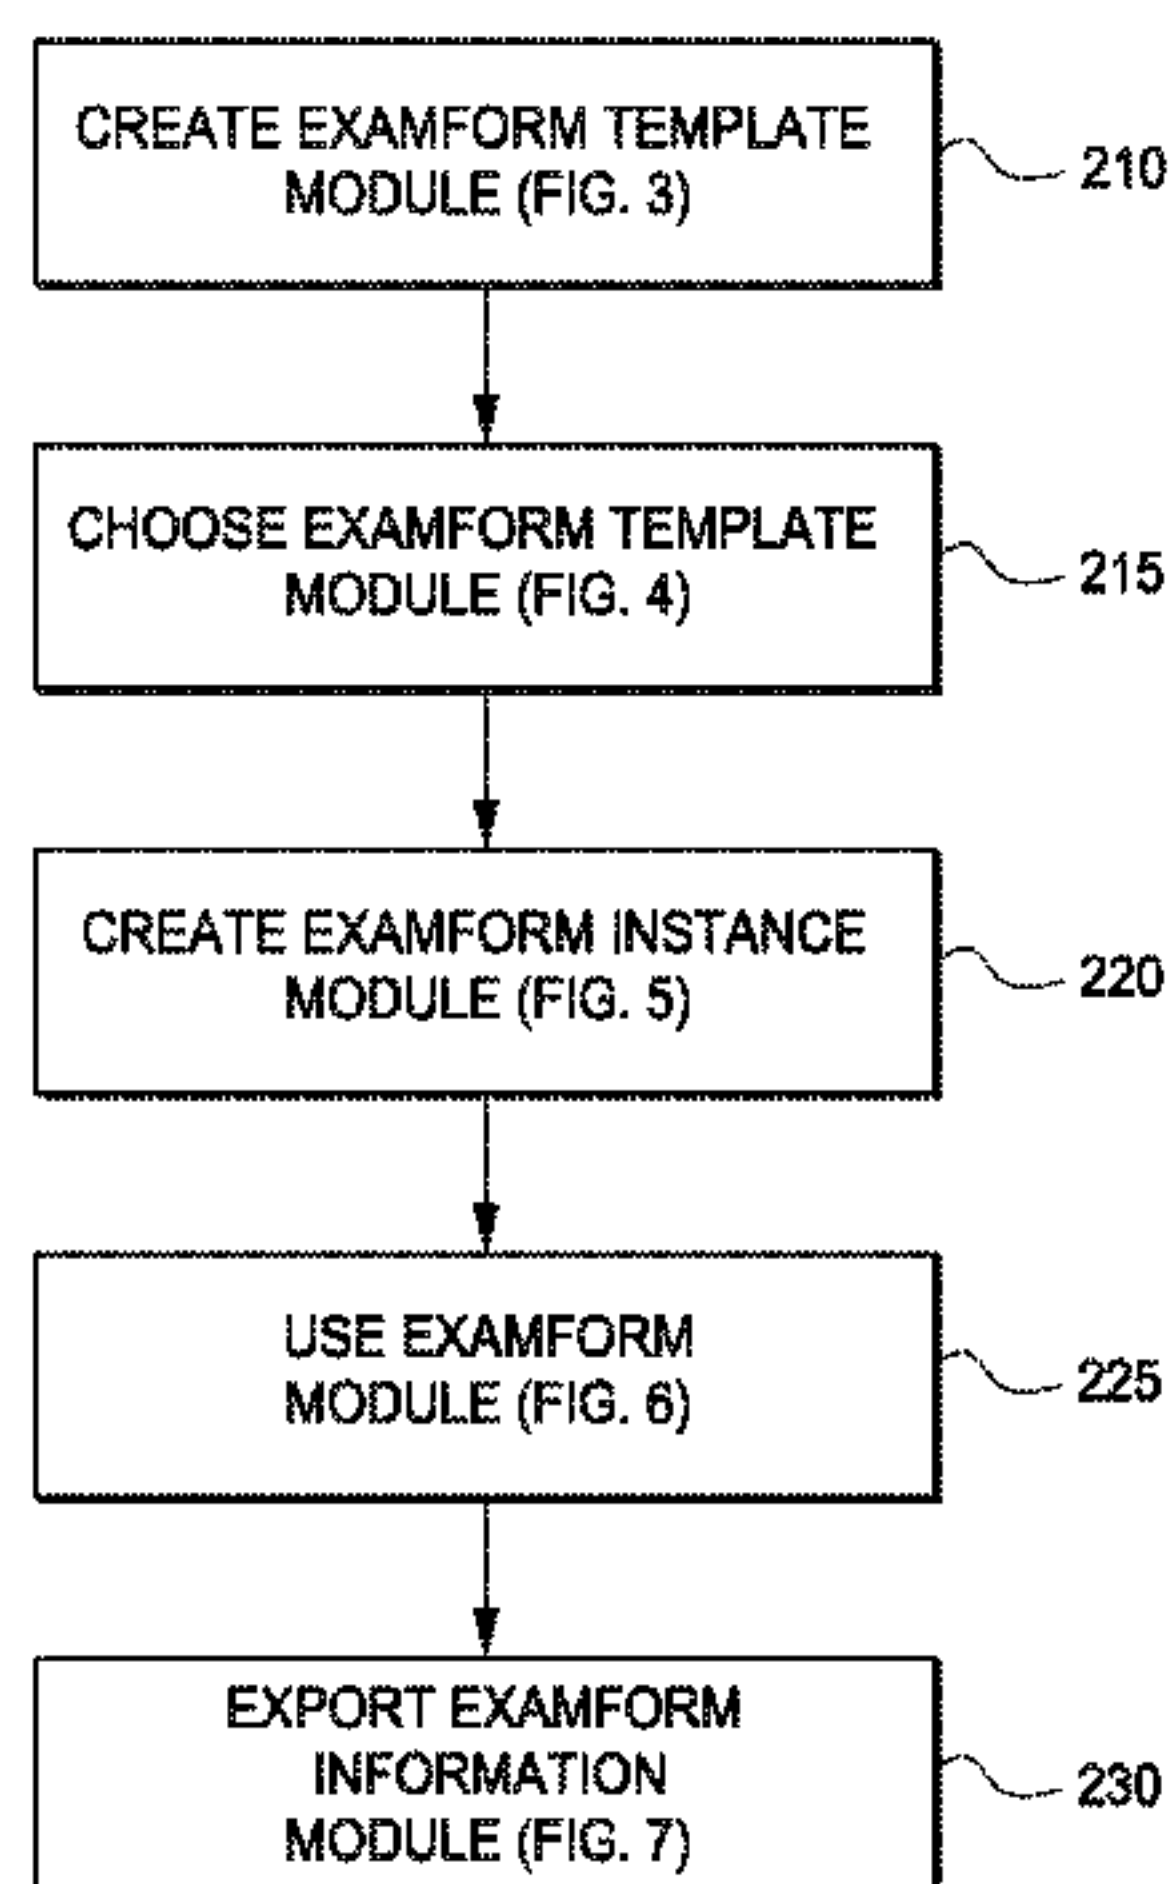 CREATE EXAMFORM TEMPLATE
MODULE (FIG. 3)
210
CHOOSE EXAMFORM TEMPLATE
MODULE (FIG. 4)
215
CREATE EXAMFORM INSTANCE
MODULE (FIG. 5)
220
USE EXAMFORM
MODULE (FIG. 6)
225
EXPORT EXAMFORM
INFORMATION
MODULE (FIG. 7)
230